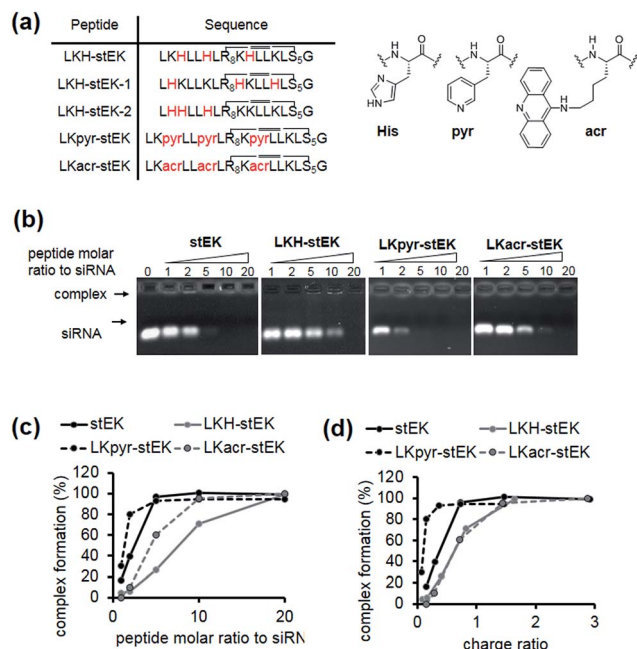 (a)
Peptide Sequence
LKH-stEK LKHLLHLR₈KHLLKLS₅G
LKH-stEK-1 LHKLLKLR₈HKLLHLS₅G
LKH-stEK-2 LHHLLHLR₈KKLLKLS₅G
LKpyr-stEK LKpyrLLpyrLR₈KpyrLLKLS₅G
LKacr-stEK LKacrLLacrLR₈KacrLLKLS₅G
H N O H N O H N O
N HN N N N H
His pyr acr
(b)
stEK LKH-stEK LKpyr-stEK LKacr-stEK
peptide molar
ratio to siRNA
0 1 2 5 10 20 1 2 5 10 20 1 2 5 10 20 1 2 5 10 20
complex
siRNA
(c)
stEK LKH-stEK
LKpyr-stEK LKacr-stEK
complex formation (%)
120
100
80
60
40
20
0
0 10 20
peptide molar ratio to siRN
(d)
stEK LKH-stEK
LKpyr-stEK LKacr-stEK
complex formation (%)
120
100
80
60
40
20
0
0 1 2 3
charge ratio